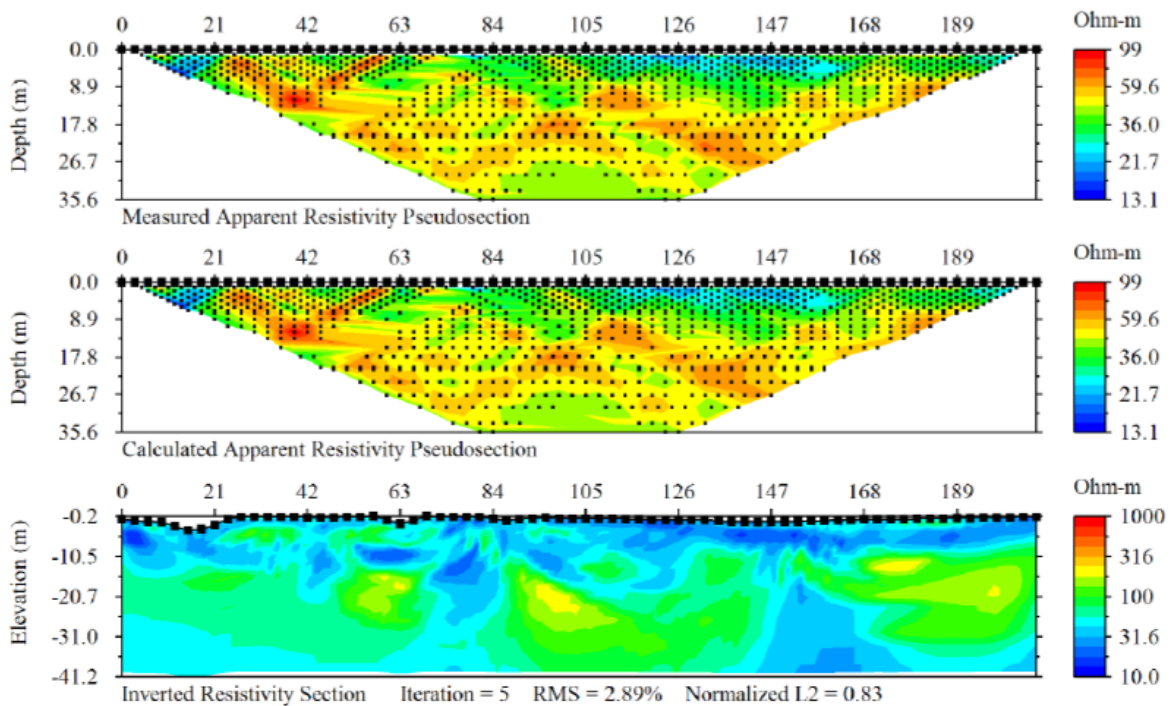 0 21 42 63 84 105 126 147 168 189 Ohm-m
0.0 99
8.9 59.6
17.8 36.0
26.7 21.7
35.6 13.1
Depth (m)
Measured Apparent Resistivity Pseudosection
0 21 42 63 84 105 126 147 168 189 Ohm-m
0.0 99
8.9 59.6
17.8 36.0
26.7 21.7
35.6 13.1
Depth (m)
Calculated Apparent Resistivity Pseudosection
0 21 42 63 84 105 126 147 168 189 Ohm-m
-0.2 1000
-10.5 316
-20.7 100
-31.0 31.6
-41.2 10.0
Elevation (m)
Inverted Resistivity Section Iteration = 5 RMS = 2.89% Normalized L2 = 0.83